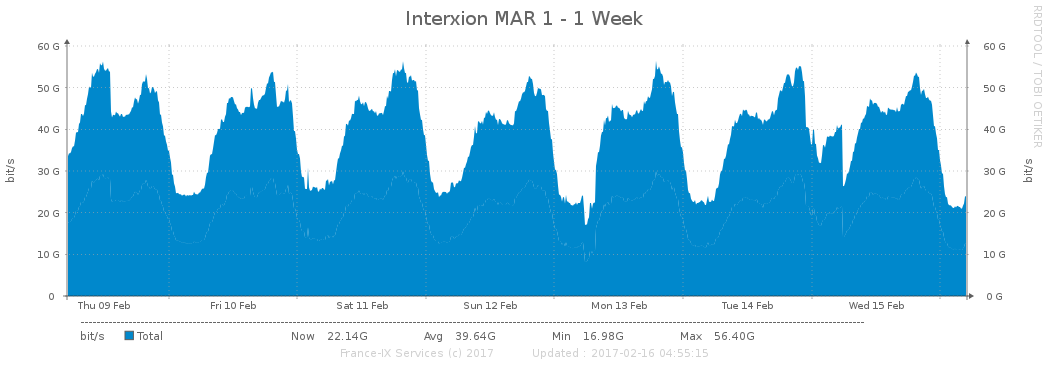 Interxion MAR 1 - 1 Week
RRDTOOL / TOBI OETIKER
60 G 60 G
50 G 50 G
40 G 40 G
30 G 30 G
20 G 20 G
10 G 10 G
0 0 G
bit/s bit/s
Thu 09 Feb Fri 10 Feb Sat 11 Feb Sun 12 Feb Mon 13 Feb Tue 14 Feb Wed 15 Feb
bit/s Total Now 22.14G Avg 39.64G Min 16.98G Max 56.40G
France-IX Services (c) 2017 Updated : 2017-02-16 04:55:15